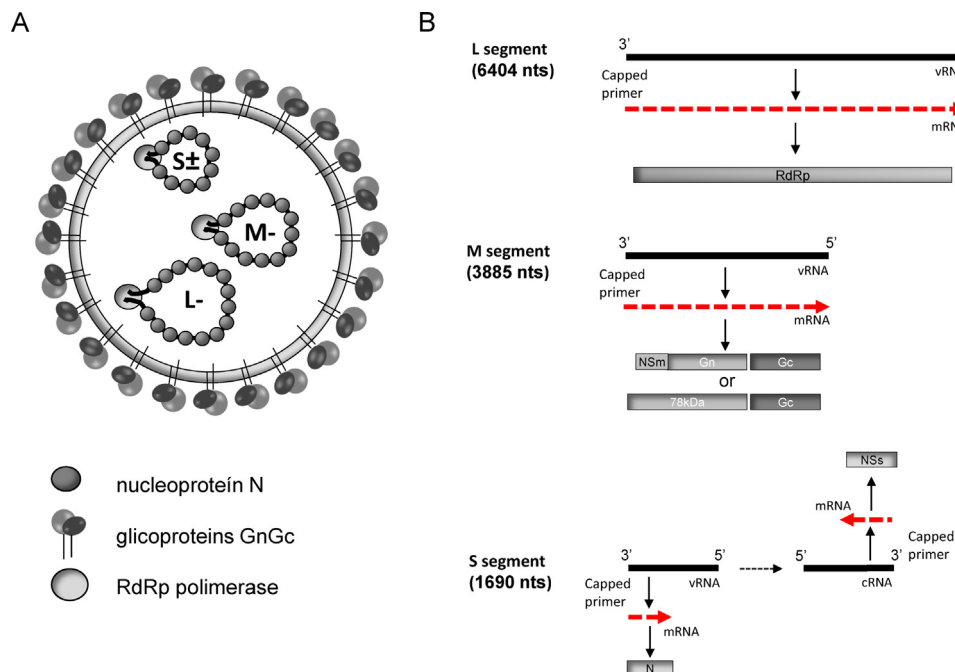 A
S±
M-
L-
nucleoproteín N
glicoproteins GnGc
RdRp polimerase
B
L segment
(6404 nts)
3’
vRN
Capped
primer
mRN
RdRp
M segment
(3885 nts)
3’
5’
vRNA
Capped
primer
mRNA
NSm
Gn
Gc
or
78kDa
Gc
S segment
(1690 nts)
3’
5’
vRNA
Capped
primer
mRNA
N
NSs
mRNA
Capped
primer
5’
3’
cRNA